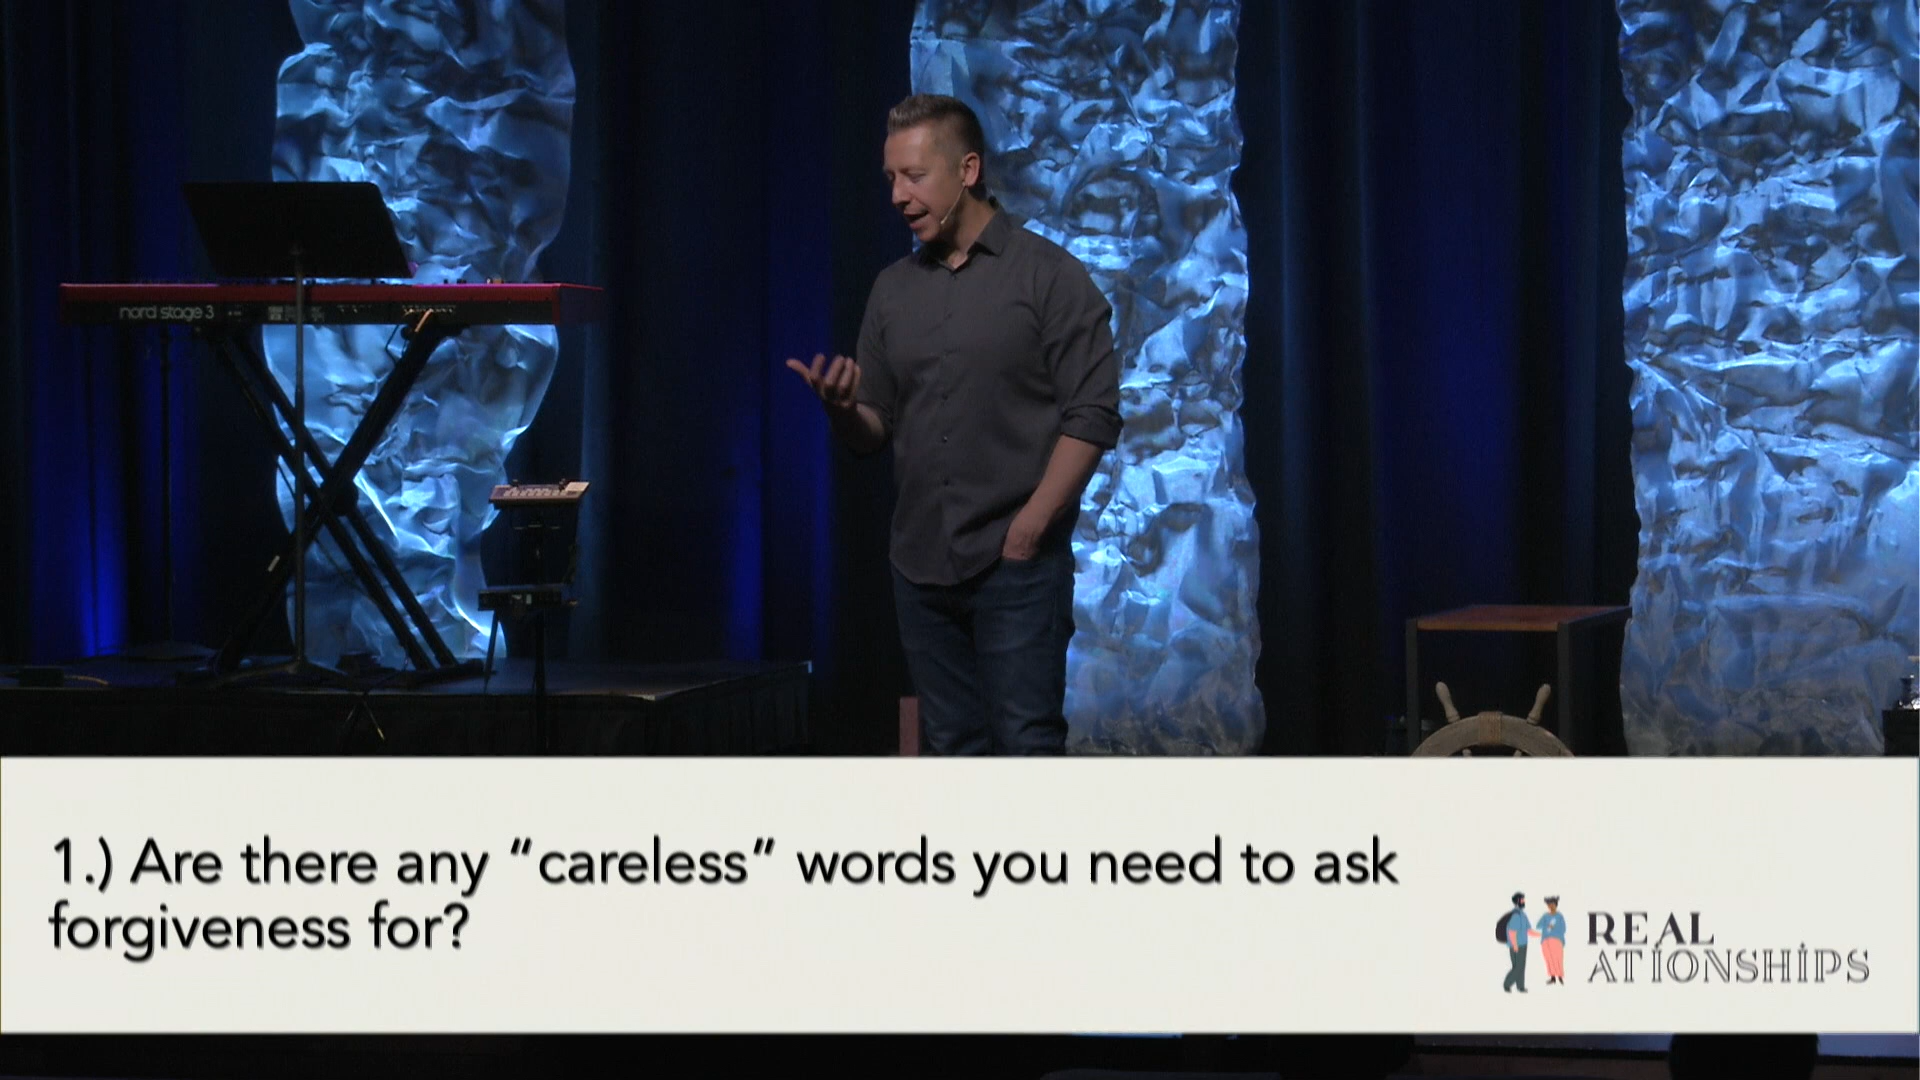 nord stage 3
1.) Are there any “careless” words you need to ask
forgiveness for?
REAL
ATIONSHIPS